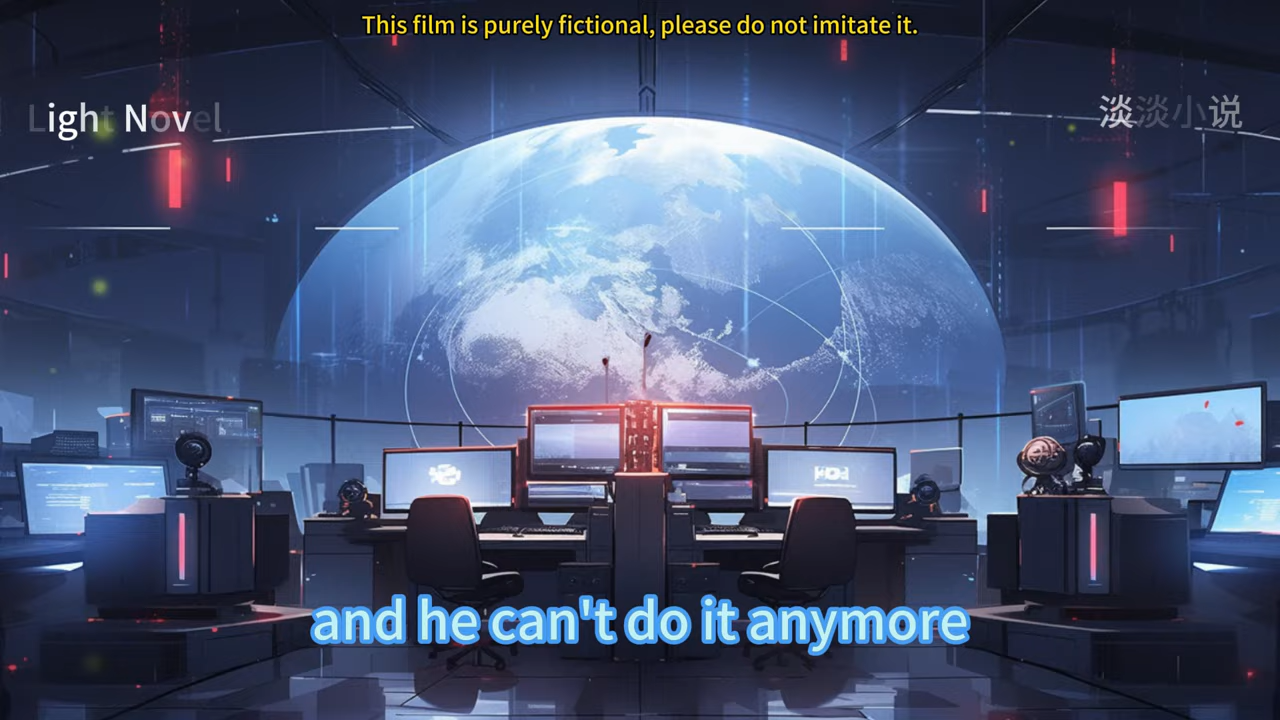 This film is purely fictional, please do not imitate it.
Light Novel
淡淡小说
and he can't do it anymore